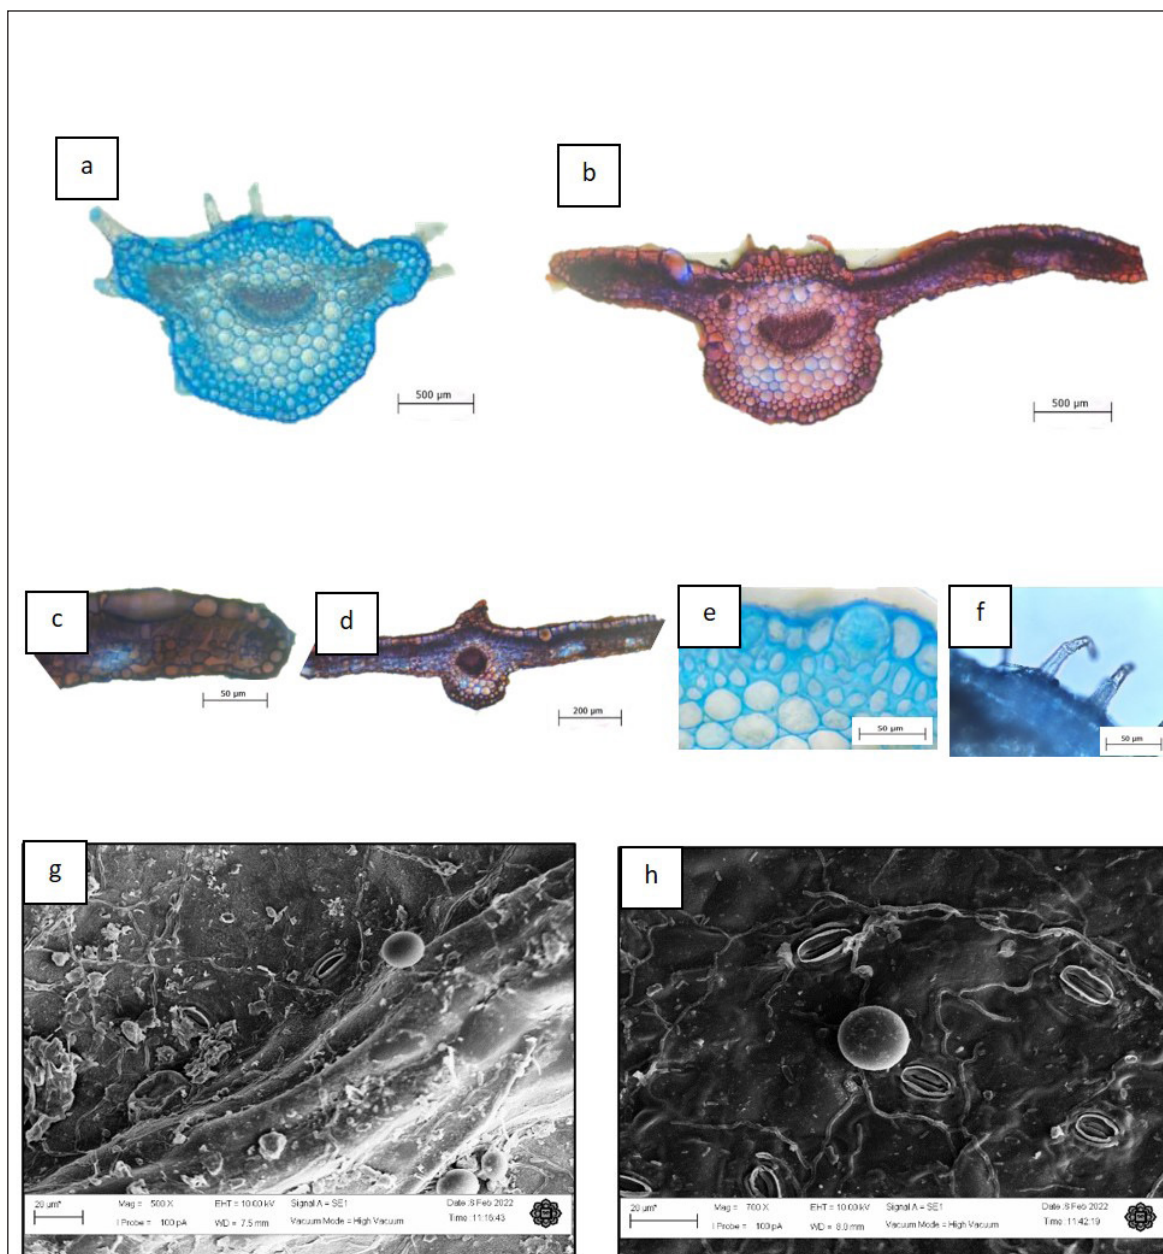 a
b
500 µm
500 µm
c
d
e
f
50 µm
200 µm
50 µm
50 µm
g
h
20 µm*
Mag = 500 X
EHT = 10.00 kV
Signal A = SE1
Date :8 Feb 2022
I Probe = 100 pA
WD = 7.5 mm
Vacuum Mode = High Vacuum
Time :11:15:43
20 µm*
Mag = 700 X
EHT = 10.00 kV
Signal A = SE1
Date :8 Feb 2022
I Probe = 100 pA
WD = 8.0 mm
Vacuum Mode = High Vacuum
Time :11:42:19